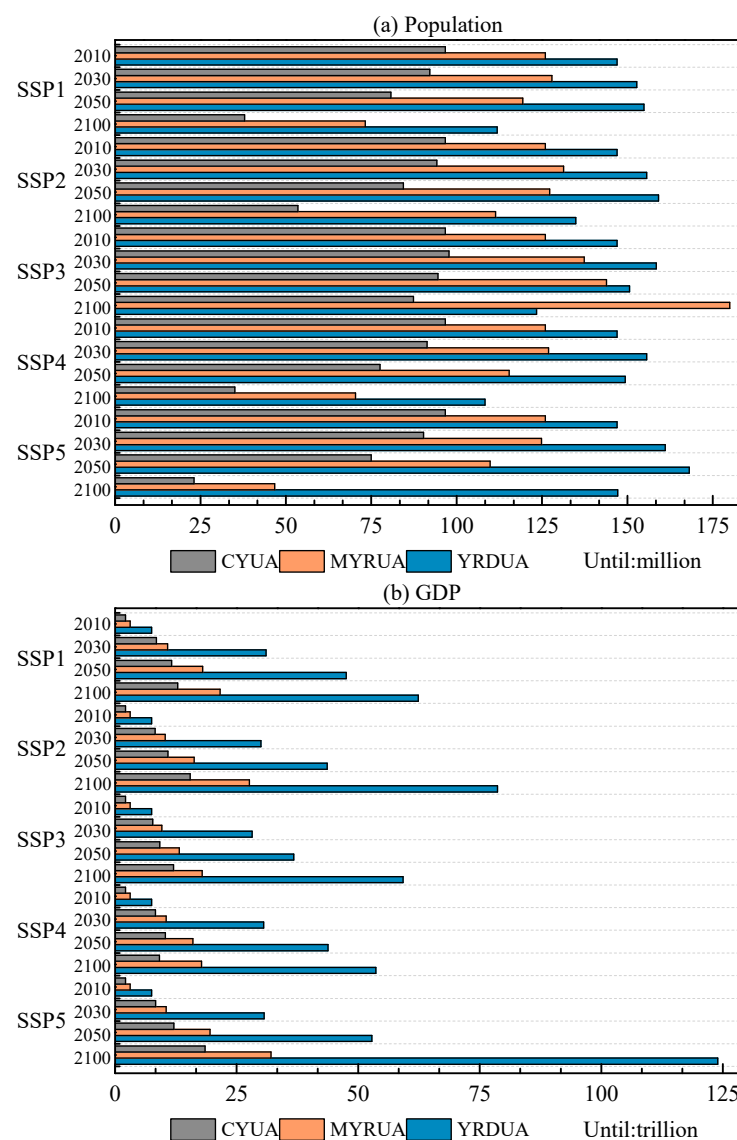 (a) Population
SSP1
2010
2030
2050
2100
SSP2
2010
2030
2050
2100
SSP3
2010
2030
2050
2100
SSP4
2010
2030
2050
2100
SSP5
2010
2030
2050
2100
0 25 50 75 100 125 150 175
CYUA MYRUA YRDUA Until:million
(b) GDP
SSP1
2010
2030
2050
2100
SSP2
2010
2030
2050
2100
SSP3
2010
2030
2050
2100
SSP4
2010
2030
2050
2100
SSP5
2010
2030
2050
2100
0 25 50 75 100 125
CYUA MYRUA YRDUA Until:trillion